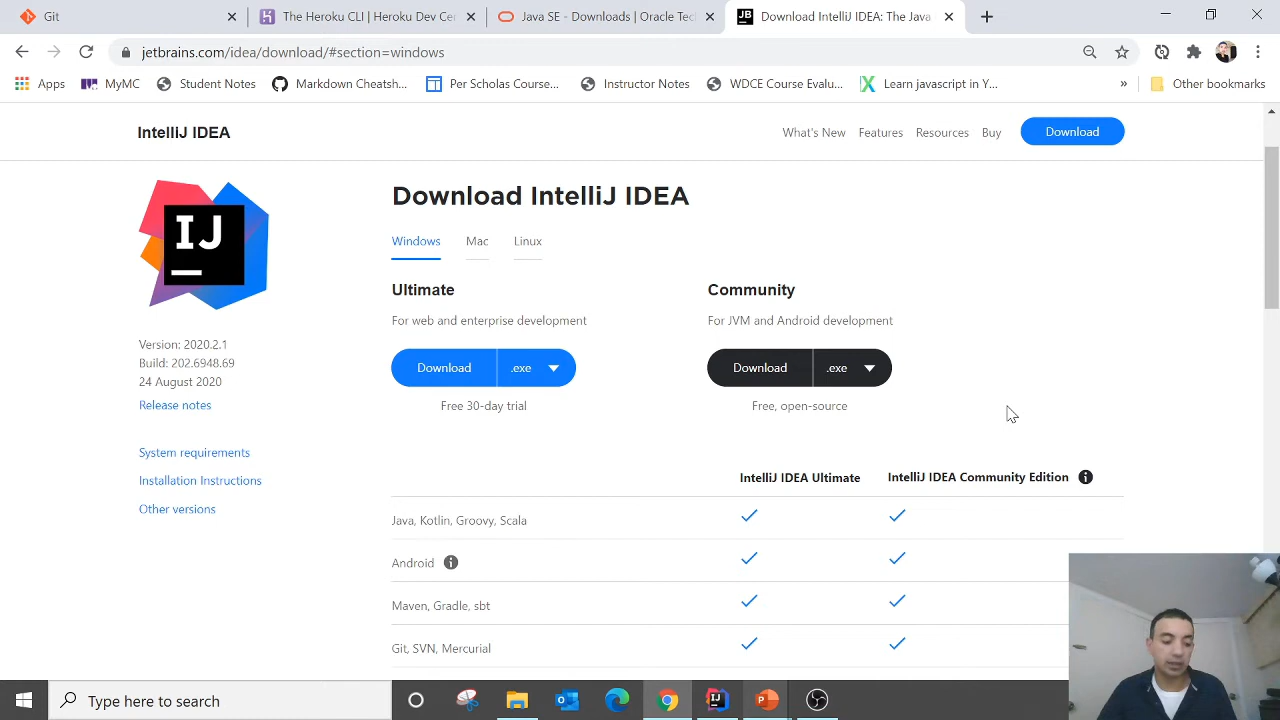 Git
The Heroku CLI | Heroku Dev Ce
Java SE - Downloads | Oracle Tec
JB
Download IntelliJ IDEA: The Java
jetbrains.com/idea/download/#section=windows
Apps
MyMC
Student Notes
Markdown Cheatsh...
Per Scholas Course...
Instructor Notes
WDCE Course Evalu...
Learn javascript in Y...
»
Other bookmarks
IntelliJ IDEA
What's New
Features
Resources
Buy
Download
IJ
Download IntelliJ IDEA
Windows
Mac
Linux
Ultimate
Community
For web and enterprise development
For JVM and Android development
Download
.exe
Download
.exe
Free 30-day trial
Free, open-source
Version: 2020.2.1
Build: 202.6948.69
24 August 2020
Release notes
System requirements
Installation Instructions
Other versions
IntelliJ IDEA Ultimate
IntelliJ IDEA Community Edition
Java, Kotlin, Groovy, Scala
Android
Maven, Gradle, sbt
Git, SVN, Mercurial
Type here to search